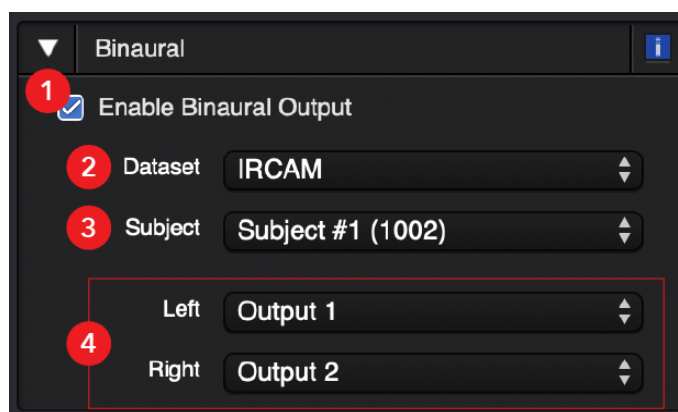 Binaural
i
1
Enable Binaural Output
2 Dataset IRCAM
3 Subject Subject #1 (1002)
Left Output 1
4
Right Output 2